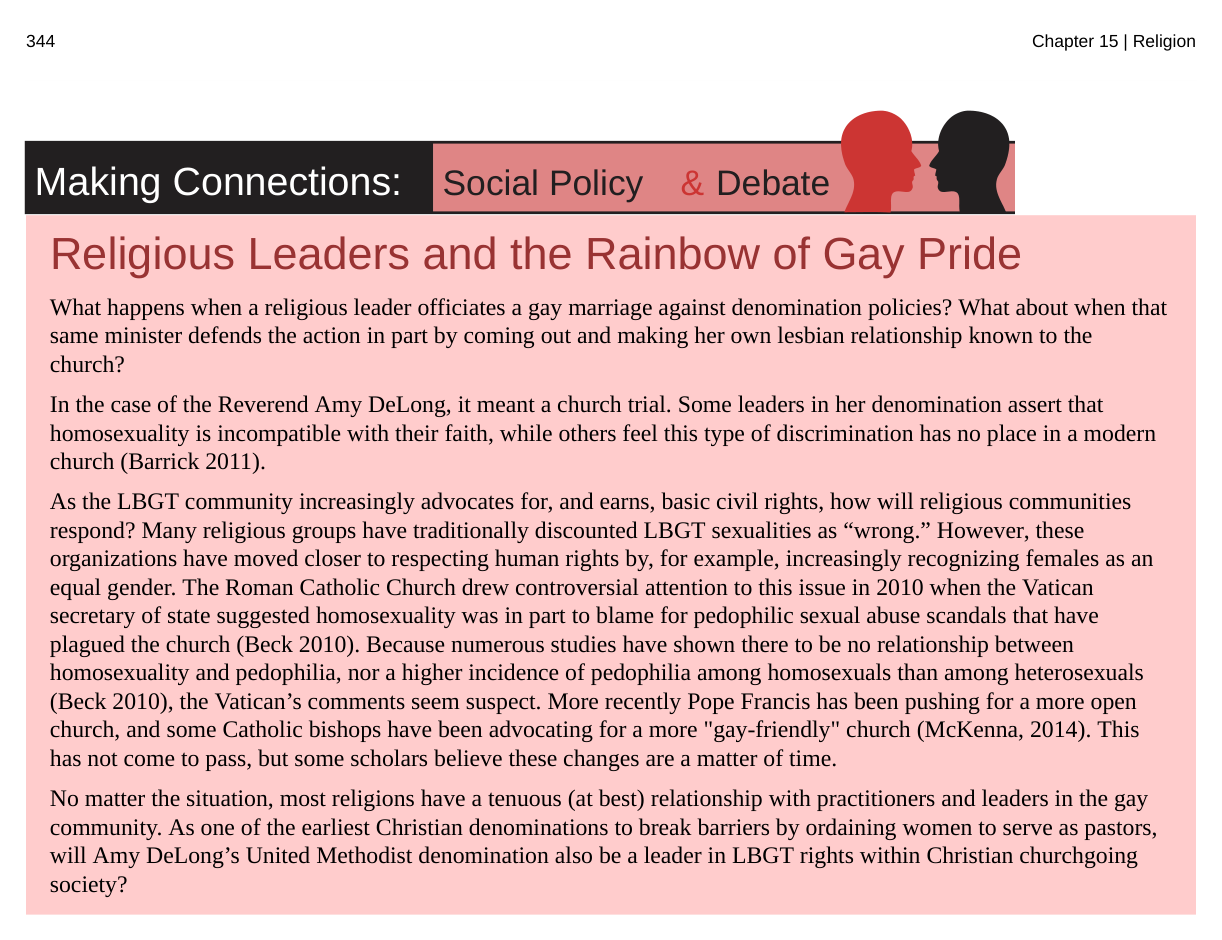 344
Chapter 15 | Religion
Making Connections: Social Policy & Debate
Religious Leaders and the Rainbow of Gay Pride
What happens when a religious leader officiates a gay marriage against denomination policies? What about when that
same minister defends the action in part by coming out and making her own lesbian relationship known to the
church?
In the case of the Reverend Amy DeLong, it meant a church trial. Some leaders in her denomination assert that
homosexuality is incompatible with their faith, while others feel this type of discrimination has no place in a modern
church (Barrick 2011).
As the LBGT community increasingly advocates for, and earns, basic civil rights, how will religious communities
respond? Many religious groups have traditionally discounted LBGT sexualities as “wrong.” However, these
organizations have moved closer to respecting human rights by, for example, increasingly recognizing females as an
equal gender. The Roman Catholic Church drew controversial attention to this issue in 2010 when the Vatican
secretary of state suggested homosexuality was in part to blame for pedophilic sexual abuse scandals that have
plagued the church (Beck 2010). Because numerous studies have shown there to be no relationship between
homosexuality and pedophilia, nor a higher incidence of pedophilia among homosexuals than among heterosexuals
(Beck 2010), the Vatican’s comments seem suspect. More recently Pope Francis has been pushing for a more open
church, and some Catholic bishops have been advocating for a more "gay-friendly" church (McKenna, 2014). This
has not come to pass, but some scholars believe these changes are a matter of time.
No matter the situation, most religions have a tenuous (at best) relationship with practitioners and leaders in the gay
community. As one of the earliest Christian denominations to break barriers by ordaining women to serve as pastors,
will Amy DeLong’s United Methodist denomination also be a leader in LBGT rights within Christian churchgoing
society?